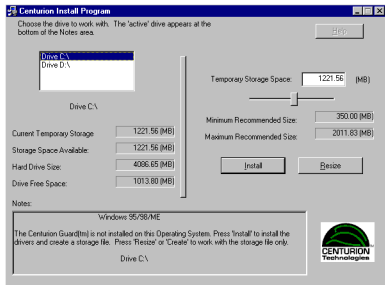 Centurion Install Program
Choose the drive to work with. The 'active' drive appears at the
bottom of the Notes area.
Help
Drive C:\
Drive D:\
Drive C:\
Temporary Storage Space: 1221.56 (MB)
Minimum Recommended Size: 350.00 (MB)
Maximum Recommended Size: 2011.83 (MB)
Current Temporary Storage 1221.56 (MB)
Storage Space Available: 1221.56 (MB)
Hard Drive Size: 4086.65 (MB)
Drive Free Space: 1013.80 (MB)
Install
Resize
Notes:
Windows 95/98/ME
The Centurion Guard(tm) is not installed on this Operating System. Press 'Install' to install the
drivers and create a storage file. Press 'Resize' or 'Create' to work with the storage file only.
Drive C:\
CENTURION
Technologies